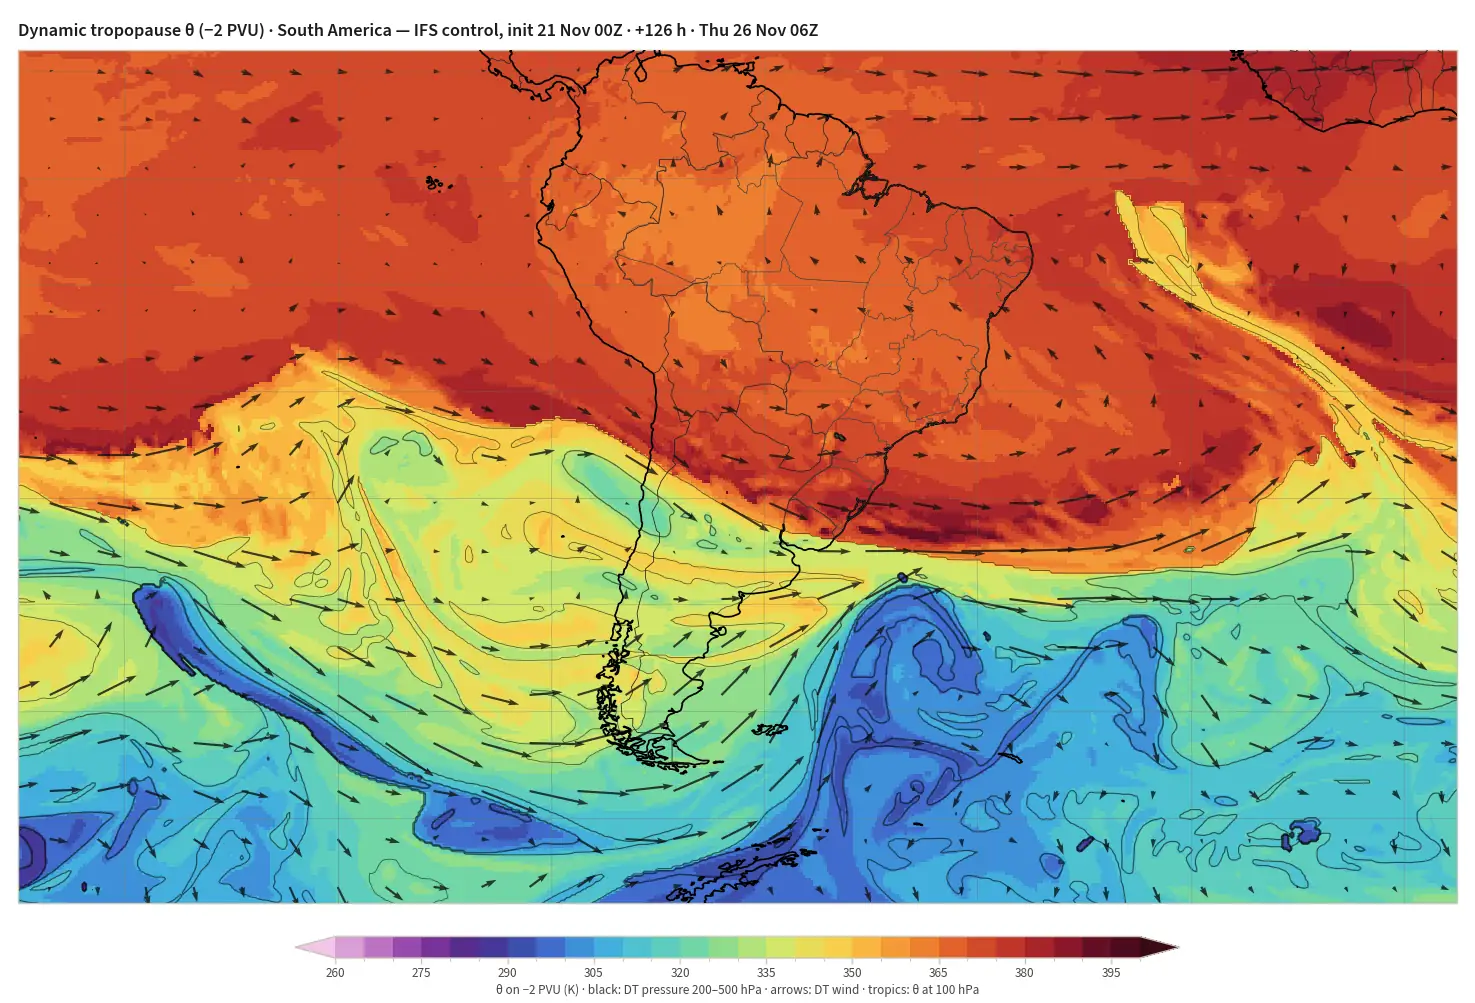 Dynamic tropopause θ (−2 PVU) · South America — IFS control, init 21 Nov 00Z · +126 h · Thu 26 Nov 06Z
260 275 290 305 320 335 350 365 380 395
θ on −2 PVU (K) · black: DT pressure 200–500 hPa · arrows: DT wind · tropics: θ at 100 hPa